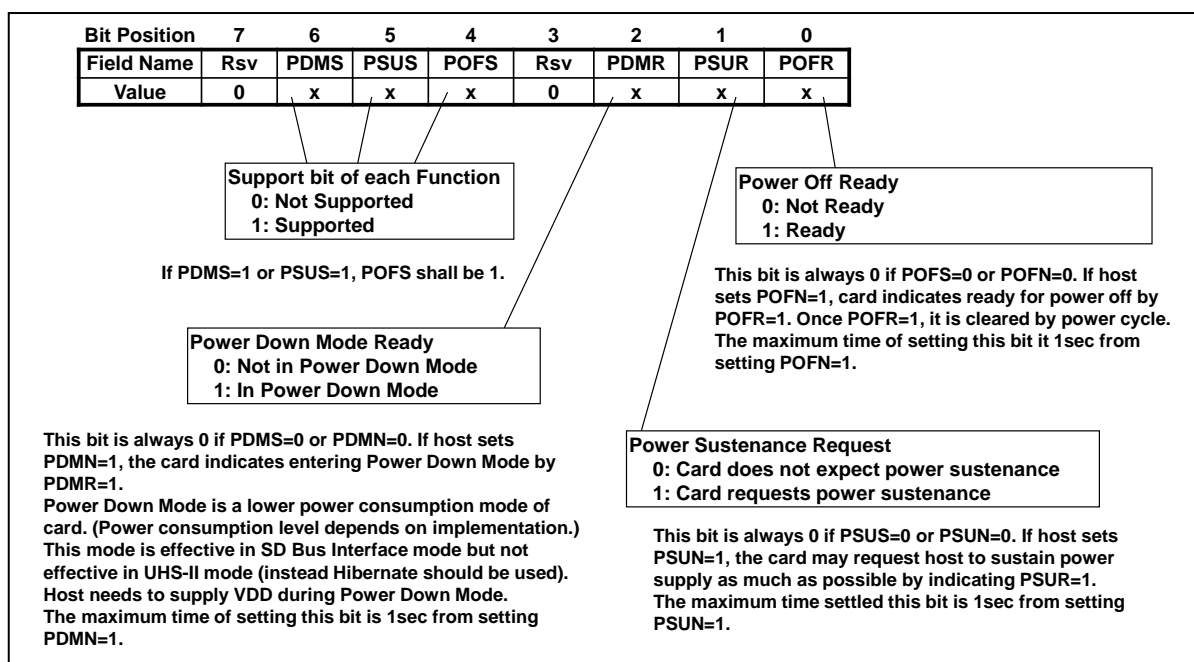 Bit Position 7 6 5 4 3 2 1 0
Field Name Rsv PDMS PSUS POFS Rsv PDMR PSUR POFR
Value 0 x x x 0 x x x
Support bit of each Function
0: Not Supported
1: Supported
If PDMS=1 or PSUS=1, POFS shall be 1.
Power Off Ready
0: Not Ready
1: Ready
This bit is always 0 if POFS=0 or POFN=0. If host
sets POFN=1, card indicates ready for power off by
POFR=1. Once POFR=1, it is cleared by power cycle.
The maximum time of setting this bit it 1sec from
setting POFN=1.
Power Down Mode Ready
0: Not in Power Down Mode
1: In Power Down Mode
This bit is always 0 if PDMS=0 or PDMN=0. If host sets
PDMN=1, the card indicates entering Power Down Mode by
PDMR=1.
Power Down Mode is a lower power consumption mode of
card. (Power consumption level depends on implementation.)
This mode is effective in SD Bus Interface mode but not
effective in UHS-II mode (instead Hibernate should be used).
Host needs to supply VDD during Power Down Mode.
The maximum time of setting this bit is 1sec from setting
PDMN=1.
Power Sustenance Request
0: Card does not expect power sustenance
1: Card requests power sustenance
This bit is always 0 if PSUS=0 or PSUN=0. If host sets
PSUN=1, the card may request host to sustain power
supply as much as possible by indicating PSUR=1.
The maximum time settled this bit is 1sec from setting
PSUN=1.